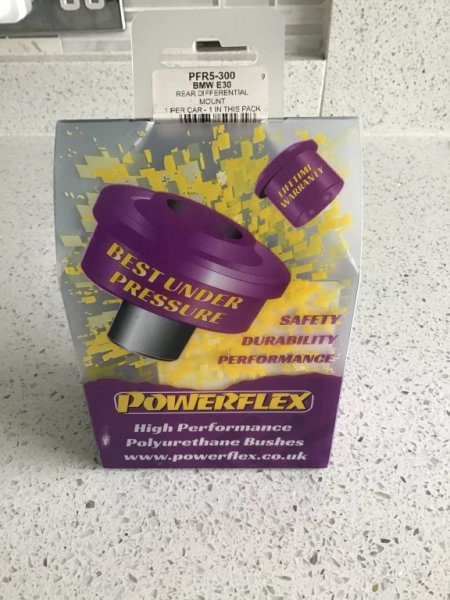 PFR5-300 9
BMW E30
REAR DIFFERENTIAL
MOUNT
1 PER CAR - 1 IN THIS PACK
LIFETIME
WARRANTY
BEST UNDER
PRESSURE
SAFETY
DURABILITY
PERFORMANCE
POWERFLEX
High Performance
Polyurethane Bushes
www.powerflex.co.uk